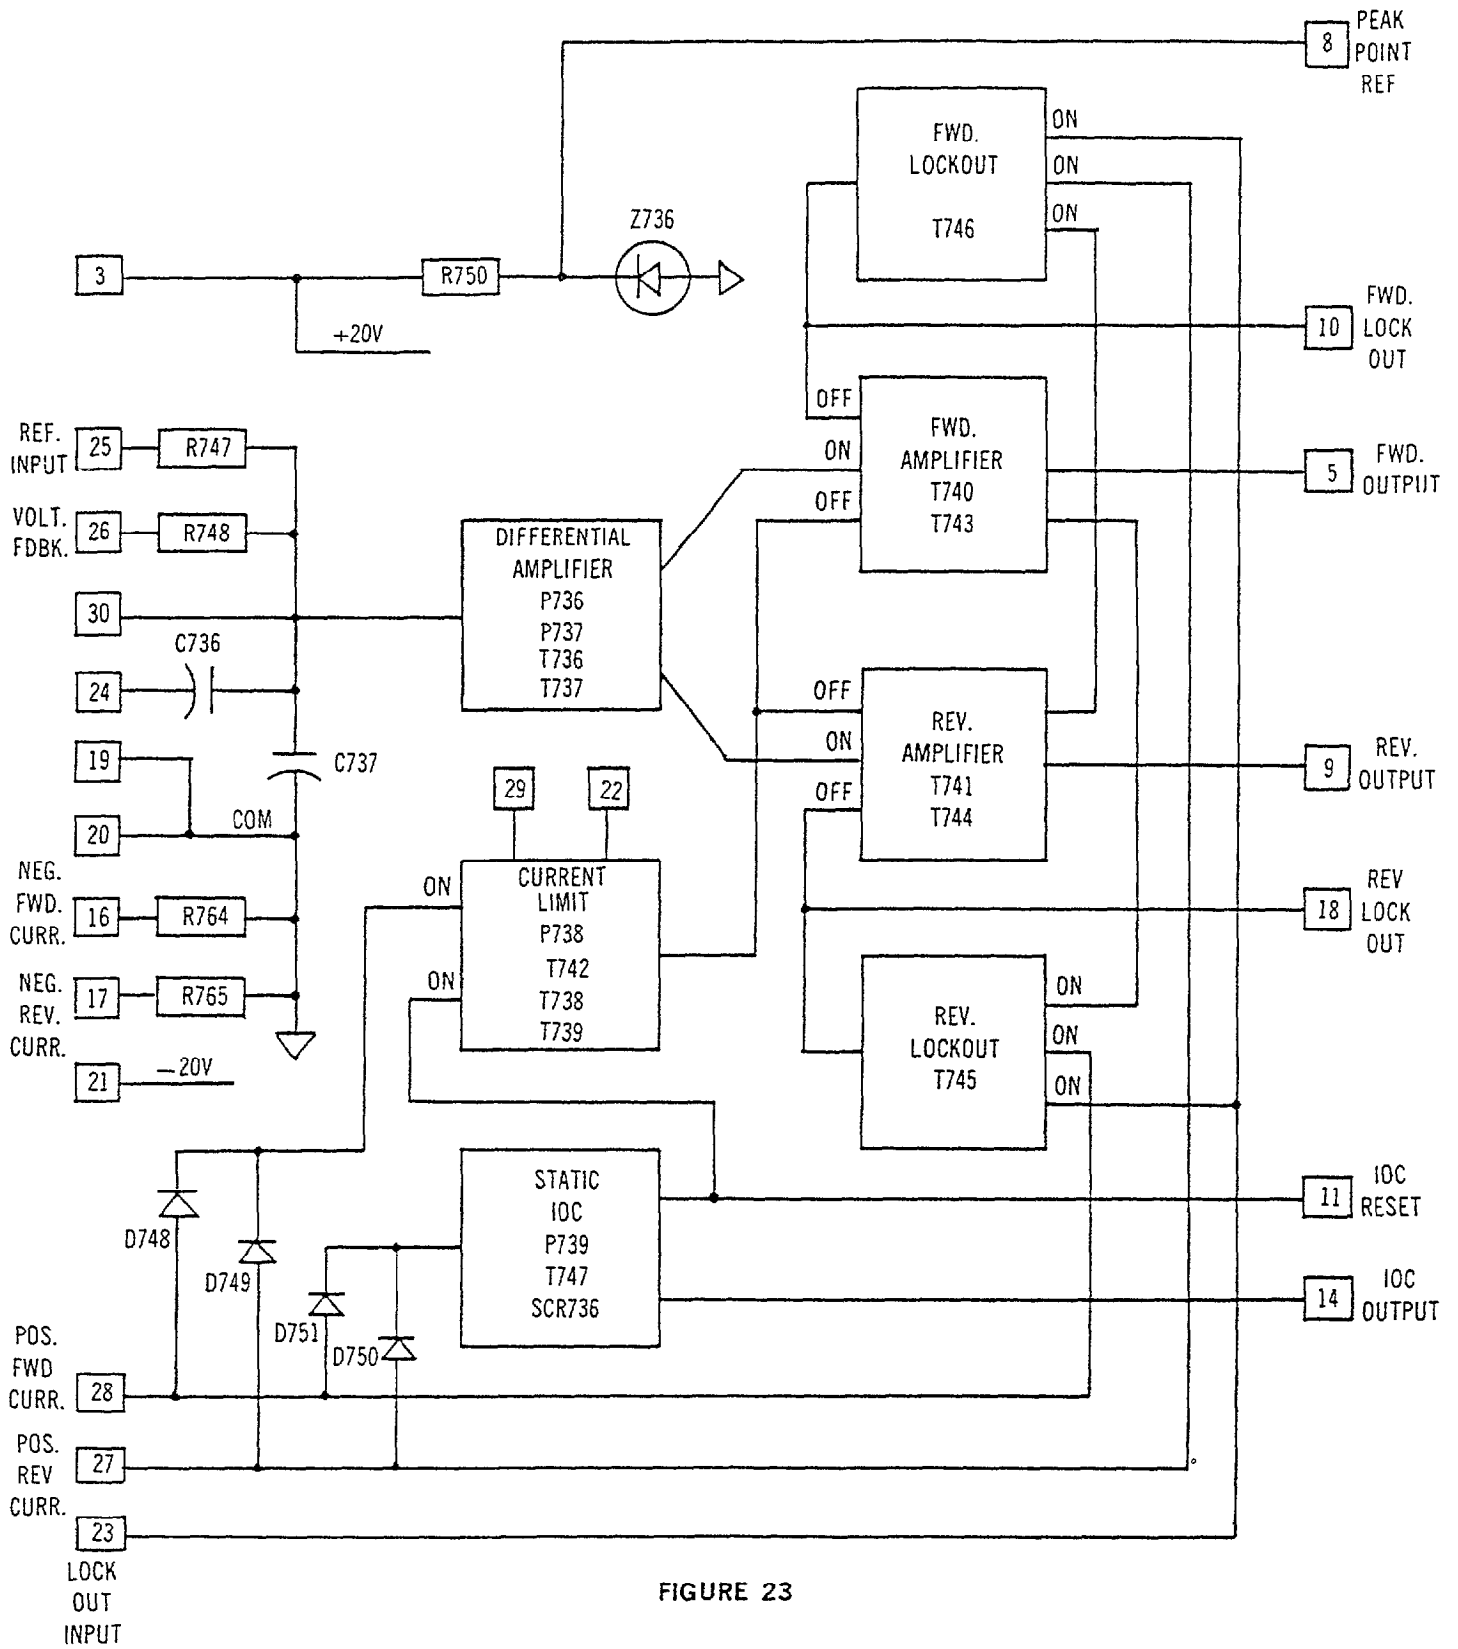 8
PEAK
POINT
REF
FWD.
LOCKOUT
T746
ON
ON
ON
Z736
3
R750
+20V
10
FWD.
LOCK
OUT
REF.
INPUT
25
R747
VOLT.
FDBK.
26
R748
30
C736
24
19
C737
20
COM
NEG.
FWD.
CURR.
16
R764
NEG.
REV.
CURR.
17
R765
21
-20V
DIFFERENTIAL
AMPLIFIER
P736
P737
T736
T737
OFF
ON
OFF
FWD.
AMPLIFIER
T740
T743
5
FWD.
OUTPUT
OFF
ON
OFF
REV.
AMPLIFIER
T741
T744
9
REV.
OUTPUT
29
22
ON
ON
CURRENT
LIMIT
P738
T742
T738
T739
18
REV
LOCK
OUT
REV.
LOCKOUT
T745
ON
ON
ON
STATIC
IOC
P739
T747
SCR736
11
IOC
RESET
14
IOC
OUTPUT
D748
D749
D751
D750
POS.
FWD
CURR.
28
POS.
REV
CURR.
27
23
LOCK
OUT
INPUT
FIGURE 23